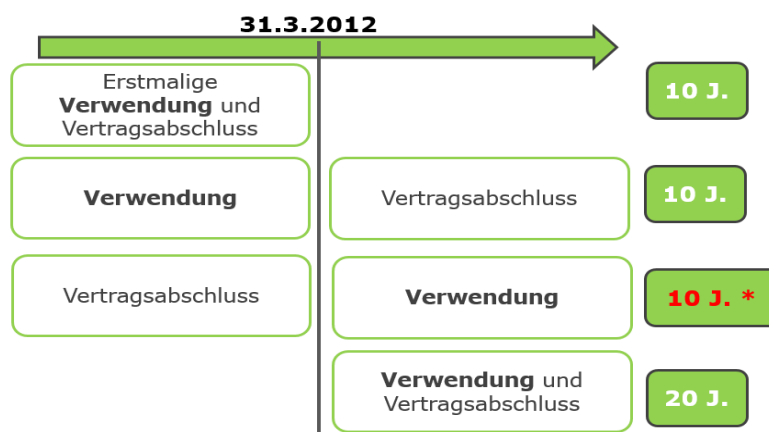 31.3.2012
Erstmalige
Verwendung und
Vertragsabschluss
10 J.
Verwendung
Vertragsabschluss
10 J.
Vertragsabschluss
Verwendung
10 J. *
Verwendung und
Vertragsabschluss
20 J.